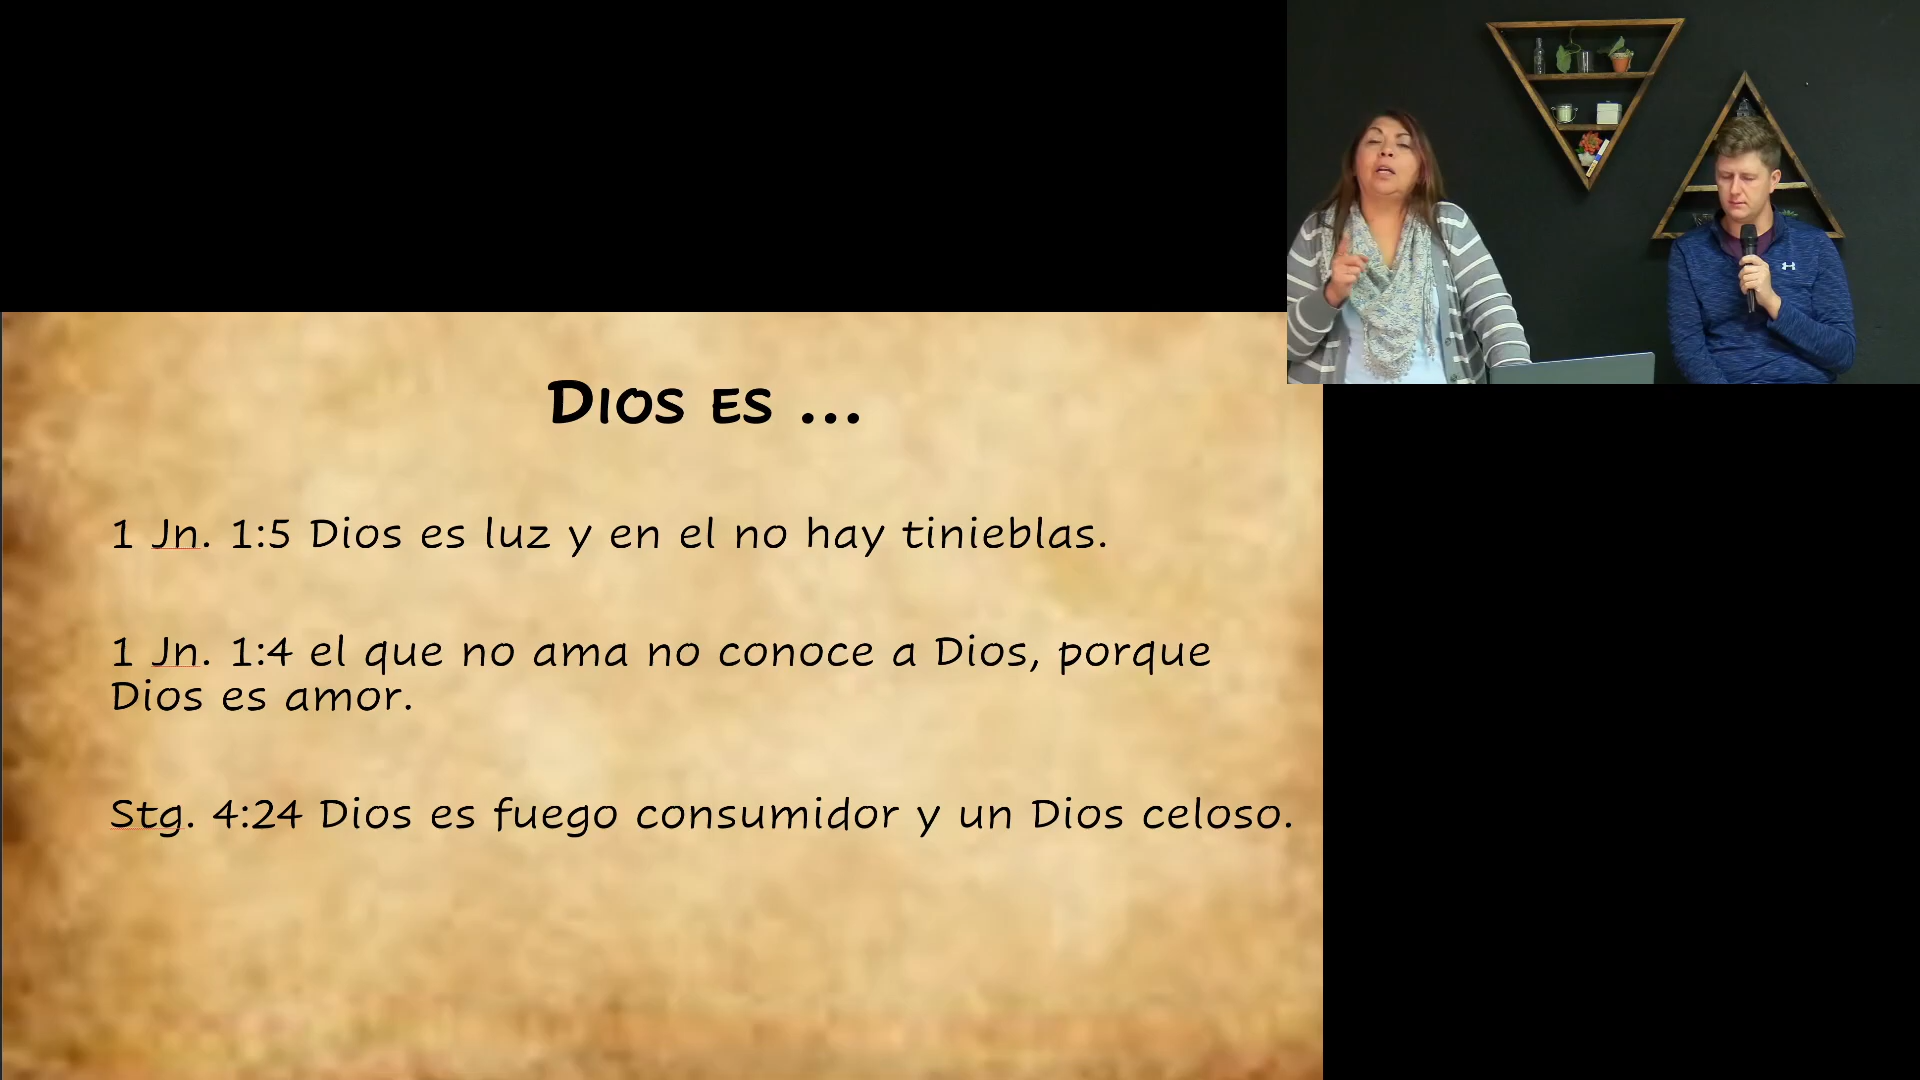 Dios es ...
1 Jn. 1:5 Dios es luz y en el no hay tinieblas.
1 Jn. 1:4 el que no ama no conoce a Dios, porque
Dios es amor.
Stg. 4:24 Dios es fuego consumidor y un Dios celoso.